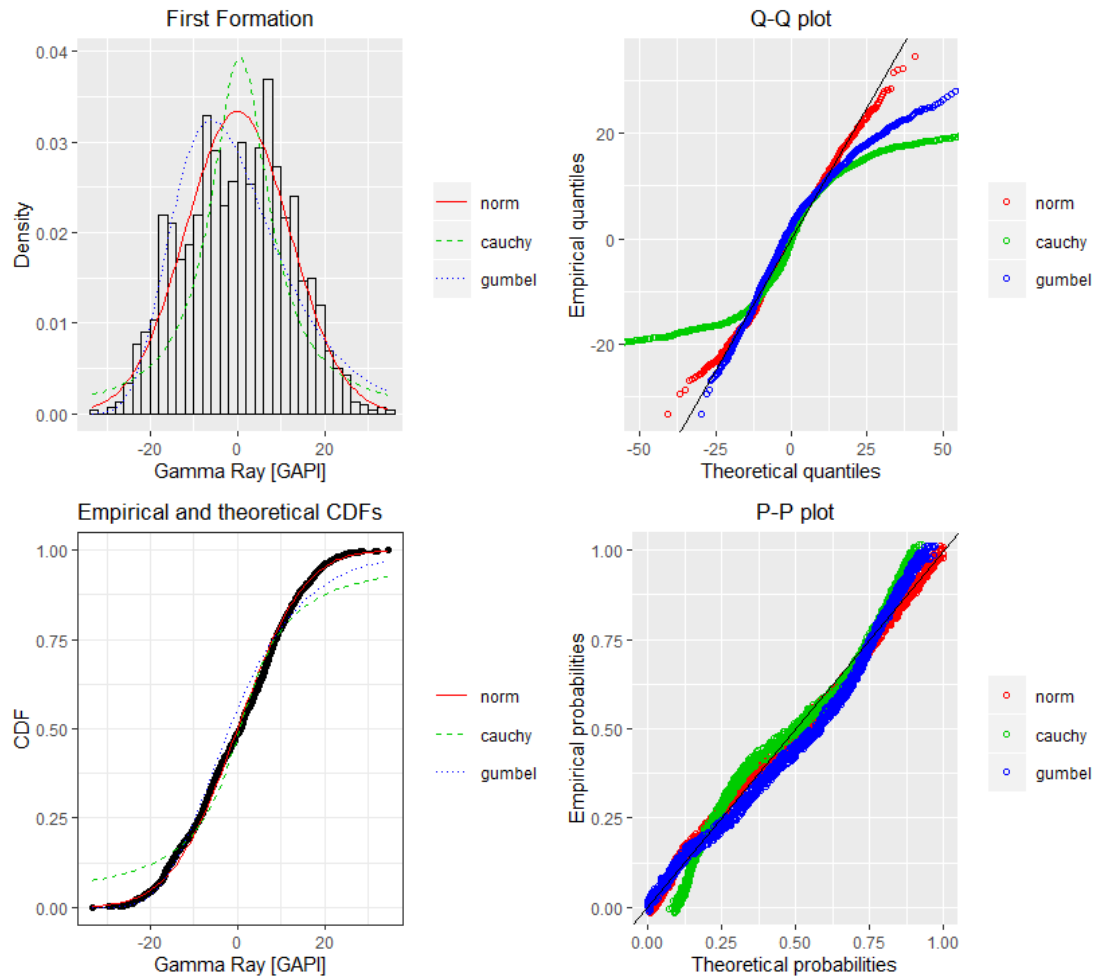 First Formation
0.04
0.03
0.02
0.01
0.00
Density
-20
0
20
Gamma Ray [GAPI]
norm
cauchy
gumbel
Q-Q plot
20
0
-20
Empirical quantiles
-50
-25
0
25
50
Theoretical quantiles
norm
cauchy
gumbel
Empirical and theoretical CDFs
1.00
0.75
0.50
0.25
0.00
CDF
-20
0
20
Gamma Ray [GAPI]
norm
cauchy
gumbel
P-P plot
1.00
0.75
0.50
0.25
0.00
Empirical probabilities
0.00
0.25
0.50
0.75
1.00
Theoretical probabilities
norm
cauchy
gumbel